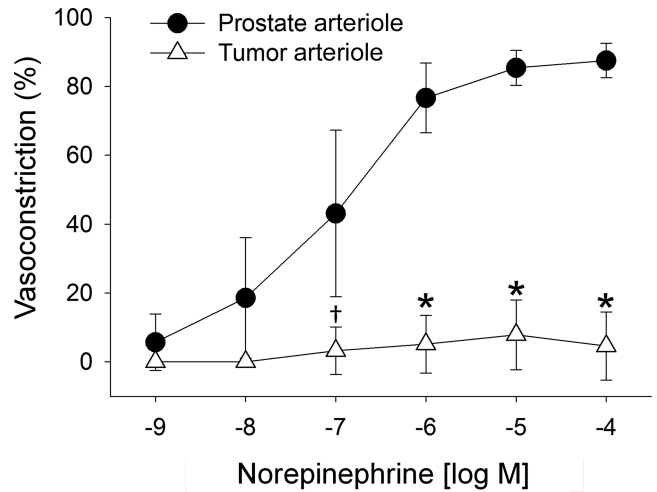 100
Prostate arteriole
Tumor arteriole
80
60
40
20
0
Vasoconstriction (%)
†
*
*
*
-9 -8 -7 -6 -5 -4
Norepinephrine [log M]